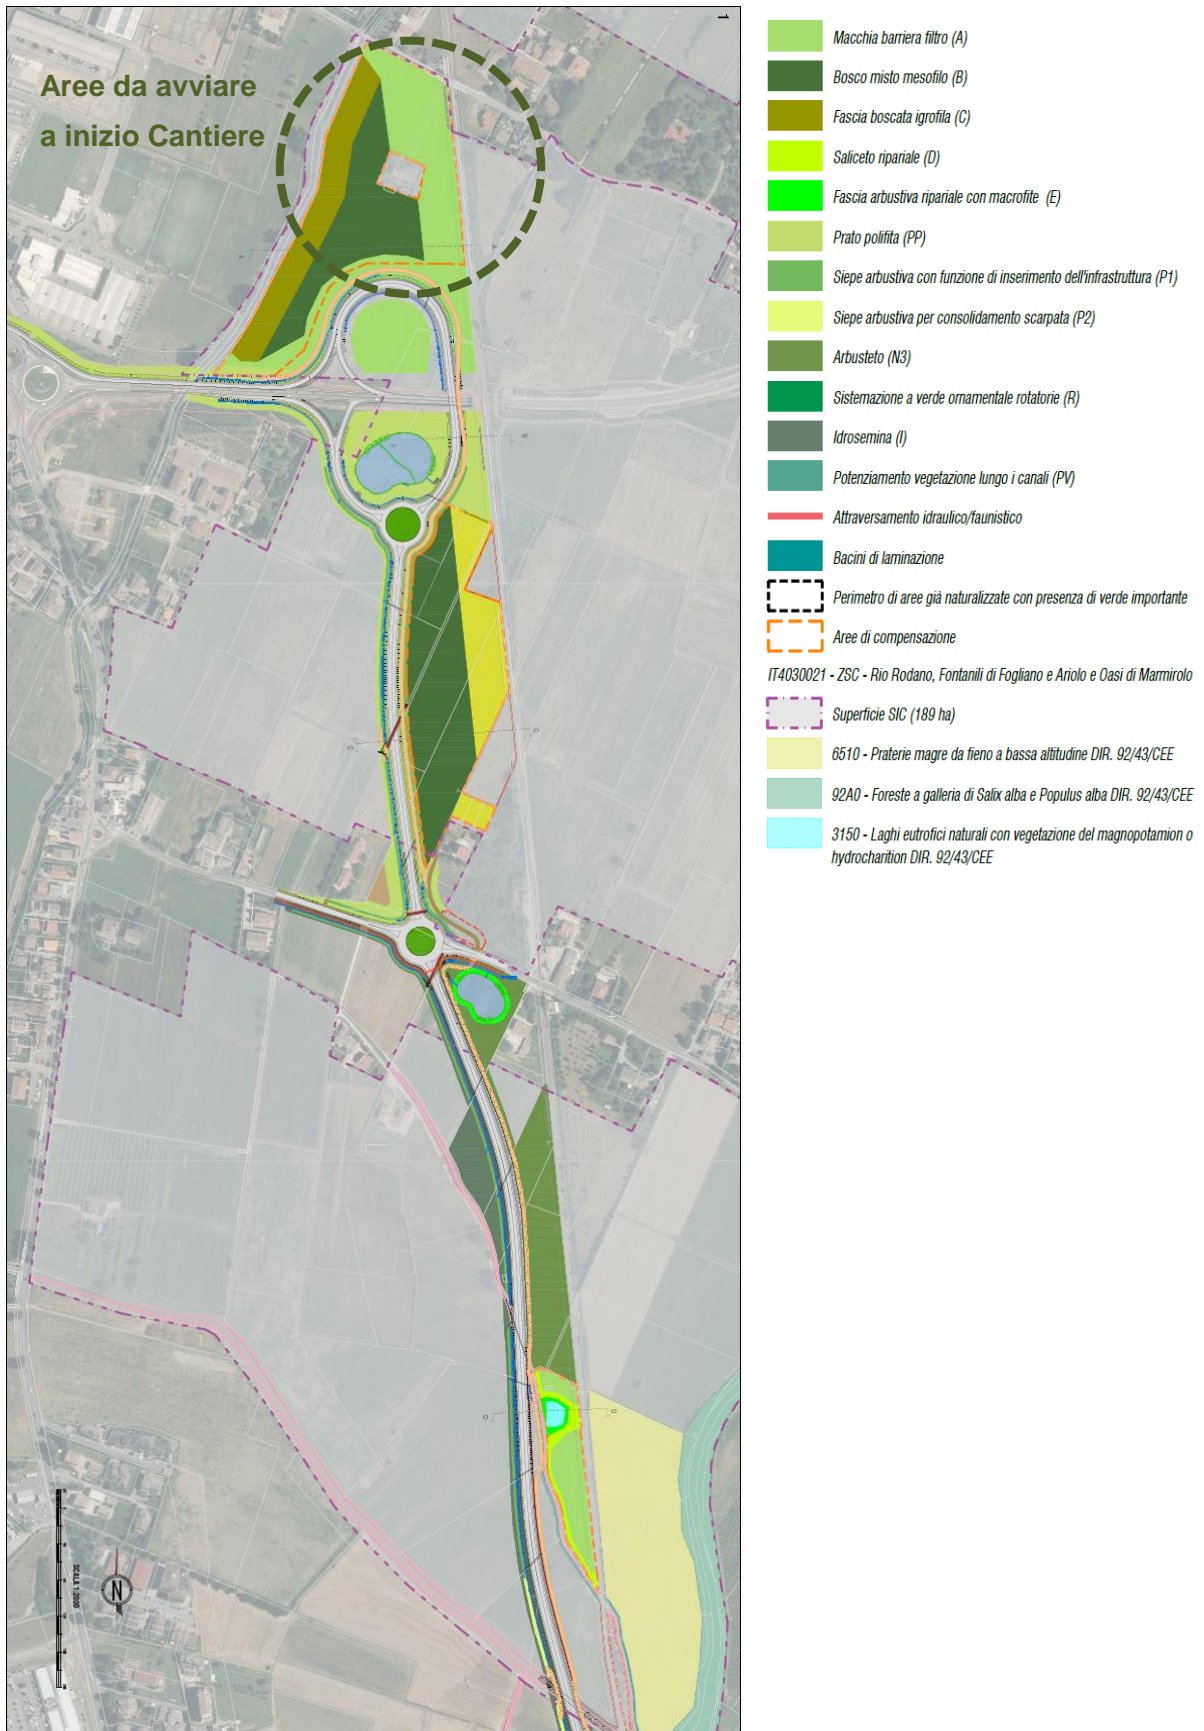 Aree da avviare
a inizio Cantiere
1
Macchia barriera filtro (A)
Bosco misto mesofilo (B)
Fascia boscata igrofila (C)
Saliceto ripariale (D)
Fascia arbustiva ripariale con macrofite (E)
Prato polifita (PP)
Siepe arbustiva con funzione di inserimento dell'infrastruttura (P1)
Siepe arbustiva per consolidamento scarpata (P2)
Arbusteto (N3)
Sistemazione a verde ornamentale rotatorie (R)
Idrosemina (I)
Potenziamento vegetazione lungo i canali (PV)
Attraversamento idraulico/faunistico
Bacini di laminazione
Perimetro di aree già naturalizzate con presenza di verde importante
Aree di compensazione
IT4030021 - ZSC - Rio Rodano, Fontanili di Fogliano e Ariolo e Oasi di Marmirolo
Superficie SIC (189 ha)
6510 - Praterie magre da fieno a bassa altitudine DIR. 92/43/CEE
92A0 - Foreste a galleria di Salix alba e Populus alba DIR. 92/43/CEE
3150 - Laghi eutrofici naturali con vegetazione del magnopotamion o
hydrocharition DIR. 92/43/CEE
SCALA 1:2000
N